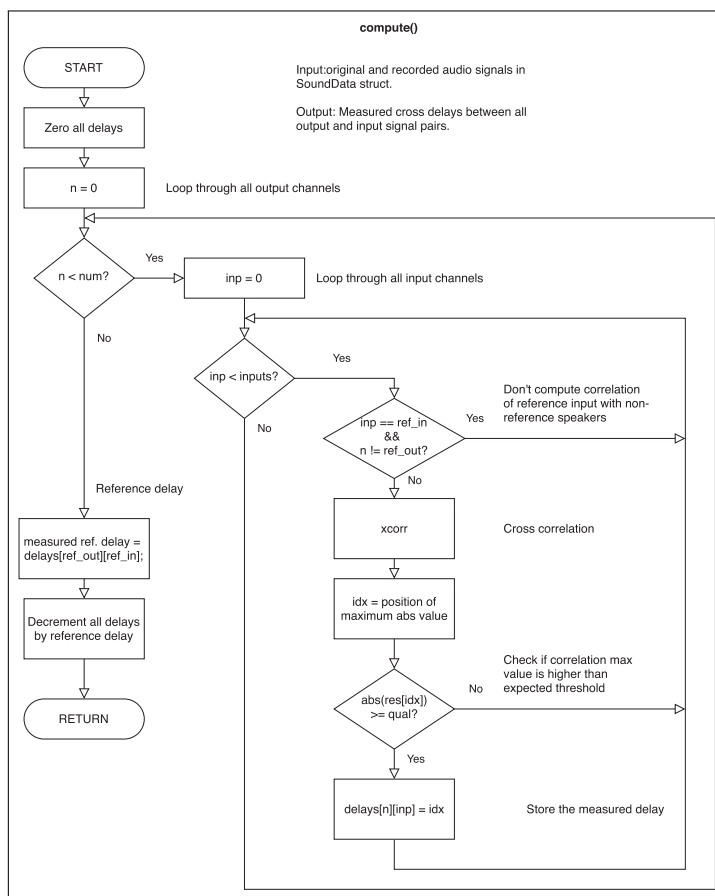 compute()
START
Input:original and recorded audio signals in
SoundData struct.
Output: Measured cross delays between all
output and input signal pairs.
Zero all delays
n = 0
Loop through all output channels
n < num?
Yes
inp = 0
Loop through all input channels
No
inp < inputs?
Yes
No
Don't compute correlation
of reference input with non-
reference speakers
inp == ref_in
&&
n != ref_out?
Yes
No
Reference delay
measured ref. delay =
delays[ref_out][ref_in];
xcorr
Cross correlation
Decrement all delays
by reference delay
idx = position of
maximum abs value
RETURN
Check if correlation max
value is higher than
expected threshold
abs(res[idx])
>= qual?
No
Yes
delays[n][inp] = idx
Store the measured delay